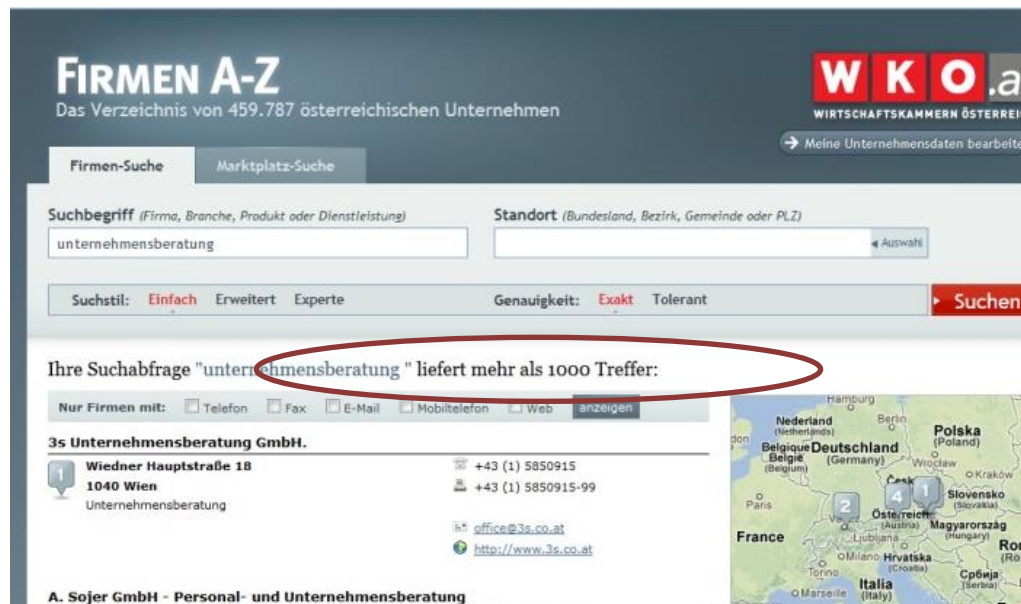 FIRMEN A-Z
Das Verzeichnis von 459.787 österreichischen Unternehmen
WKO.a
WIRTSCHAFTSKAMMERN ÖSTERREI
Meine Unternehmensdaten bearbeite
Firmen-Suche Marktplatz-Suche
Suchbegriff (Firma, Branche, Produkt oder Dienstleistung) Standort (Bundesland, Bezirk, Gemeinde oder PLZ)
unternehmensberatung Auswahl
Suchstil: Einfach Erweitert Experte Genauigkeit: Exakt Tolerant Suchen
Ihre Suchabfrage "unternehmensberatung " liefert mehr als 1000 Treffer:
Nur Firmen mit: Telefon Fax E-Mail Mobiltelefon Web anzeigen
3s Unternehmensberatung GmbH.
1 Wiedner Hauptstraße 18 +43 (1) 5850915
1040 Wien +43 (1) 5850915-99
Unternehmensberatung
office@3s.co.at
http://www.3s.co.at
A. Sojer GmbH - Personal- und Unternehmensberatung
Hamburg
Nederland Berlin
(Netherlands) Polska
don (Poland)
Belgique Deutschland
België (Germany) Wrocław
(Belgium) Kraków
Česk
Paris 2 4 1 Slovensko
(Slovakia)
Österreich
(Austria) Magyarország
France Ljubljana (Hungary)
Ro
Milano Hrvatska (Ro
Torino (Croatia) Србија
Italia (Serbia)
Marseille (Italy)